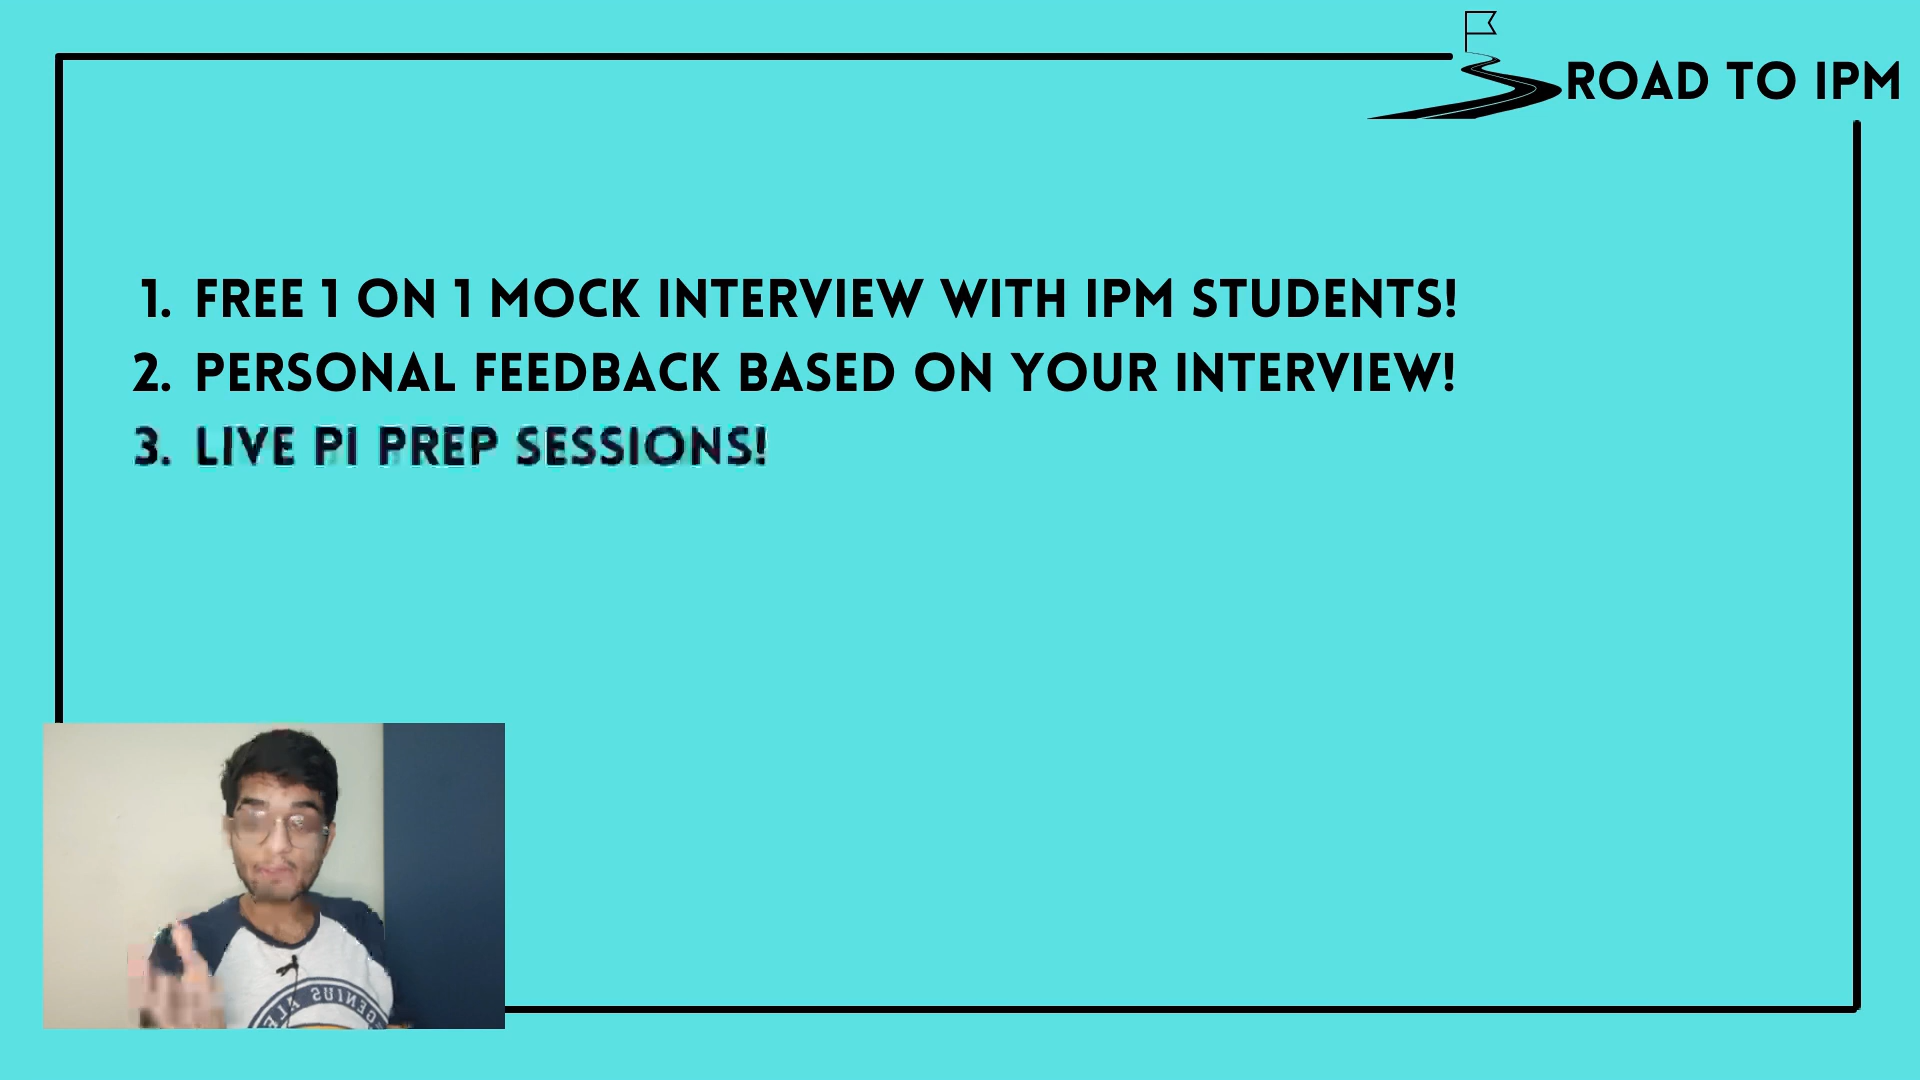 ROAD TO IPM
1. FREE 1 ON 1 MOCK INTERVIEW WITH IPM STUDENTS!
2. PERSONAL FEEDBACK BASED ON YOUR INTERVIEW!
3. LIVE PI PREP SESSIONS!
GENIUS